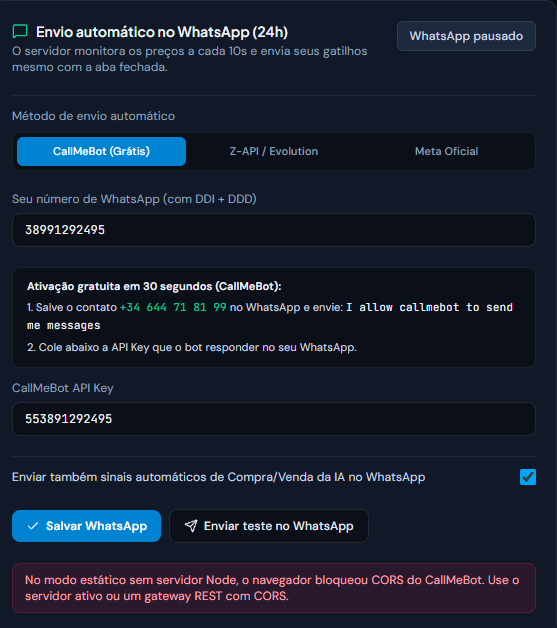 Envio automático no WhatsApp (24h)
WhatsApp pausado
O servidor monitora os preços a cada 10s e envia seus gatilhos
mesmo com a aba fechada.
Método de envio automático
CallMeBot (Grátis)
Z-API / Evolution
Meta Oficial
Seu número de WhatsApp (com DDI + DDD)
38991292495
Ativação gratuita em 30 segundos (CallMeBot):
1. Salve o contato +34 644 71 81 99 no WhatsApp e envie: I allow callmebot to send
me messages
2. Cole abaixo a API Key que o bot responder no seu WhatsApp.
CallMeBot API Key
553891292495
Enviar também sinais automáticos de Compra/Venda da IA no WhatsApp
Salvar WhatsApp
Enviar teste no WhatsApp
No modo estático sem servidor Node, o navegador bloqueou CORS do CallMeBot. Use o
servidor ativo ou um gateway REST com CORS.